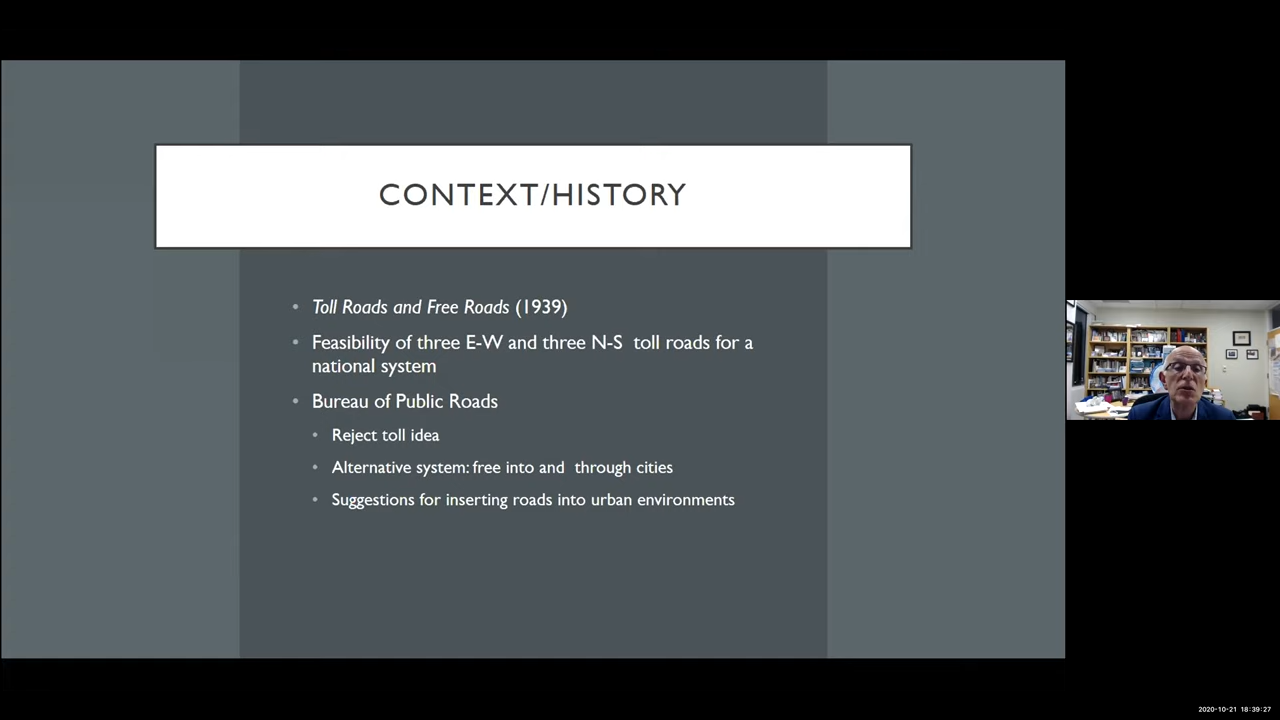 CONTEXT/HISTORY
• Toll Roads and Free Roads (1939)
• Feasibility of three E-W and three N-S toll roads for a
national system
• Bureau of Public Roads
• Reject toll idea
• Alternative system: free into and through cities
• Suggestions for inserting roads into urban environments
2020-10-21 18:39:27